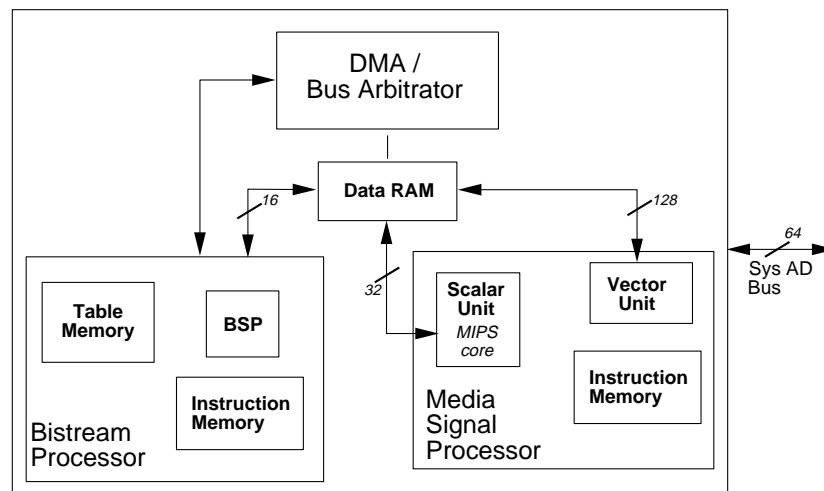 DMA /
Bus Arbitrator
Data RAM
16
128
64
Sys AD
Bus
32
Table
Memory
BSP
Instruction
Memory
Bistream
Processor
Scalar
Unit
MIPS
core
Vector
Unit
Instruction
Memory
Media
Signal
Processor